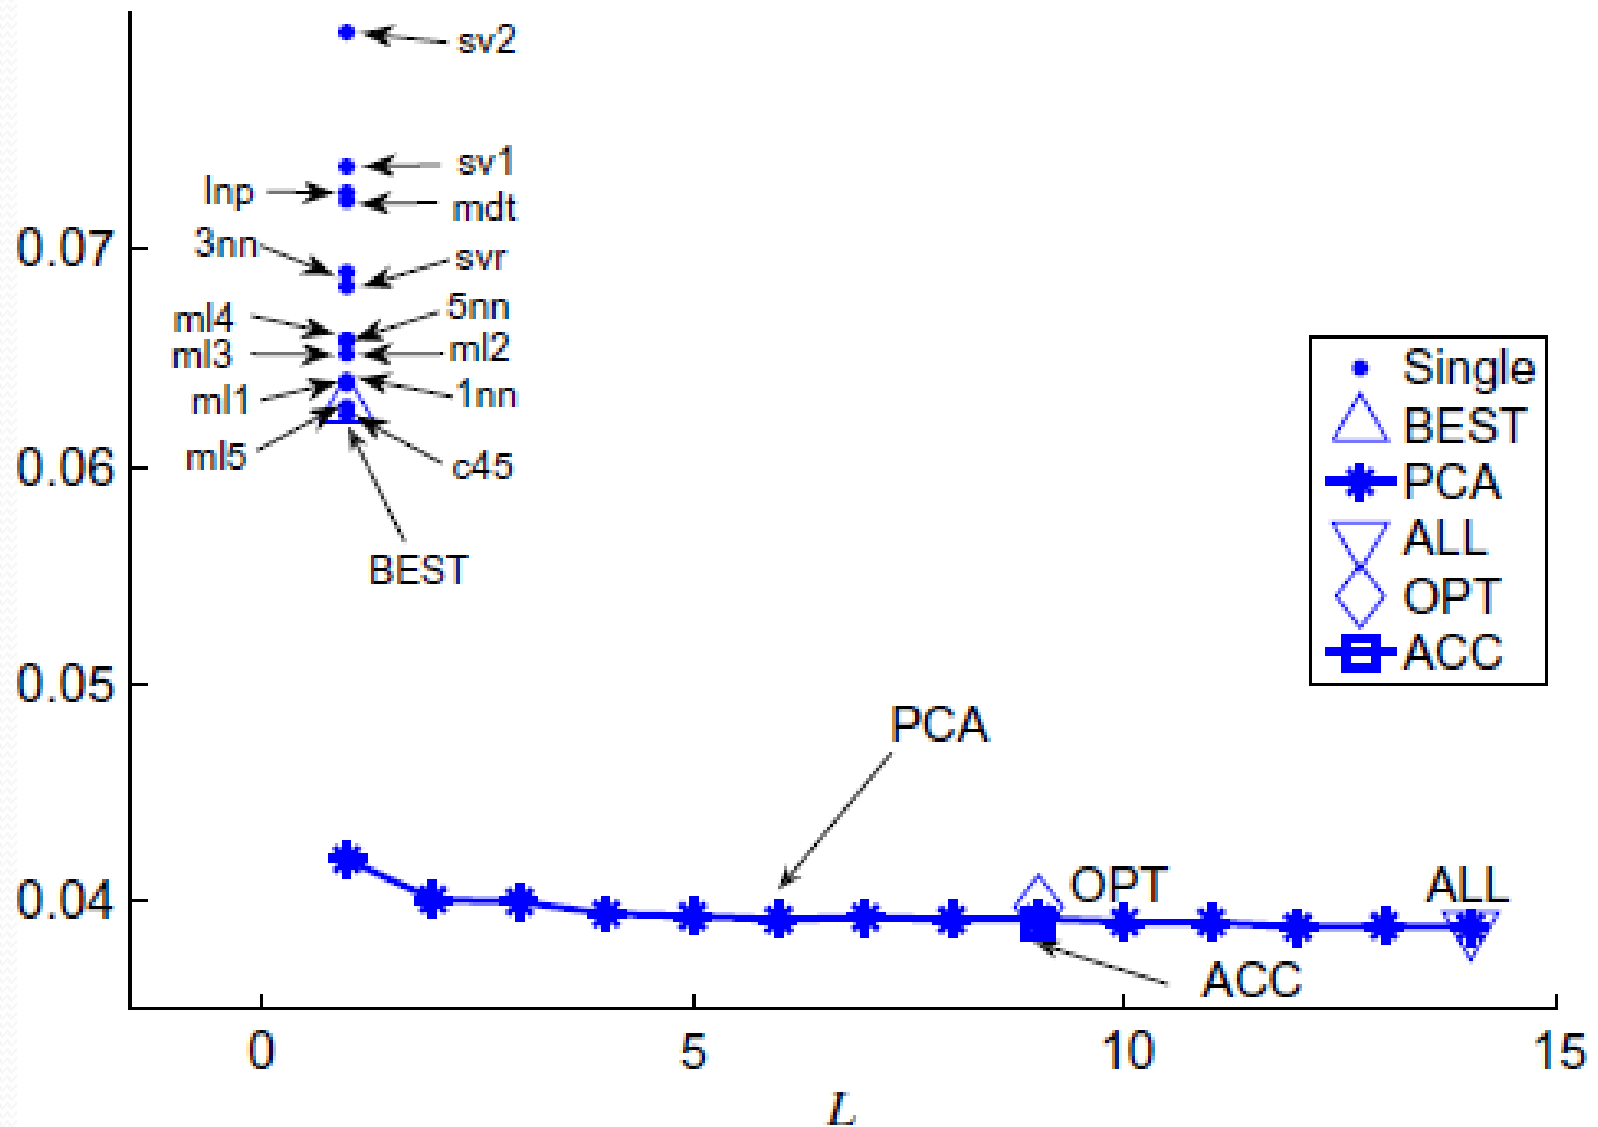 sv2
sv1
lnp
mdt
0.07
3nn
svr
5nn
ml4
ml3
ml2
ml1
1nn
ml5
c45
0.06
BEST
Single
BEST
PCA
ALL
OPT
ACC
0.05
PCA
0.04
OPT
ALL
ACC
0
5
10
15
L